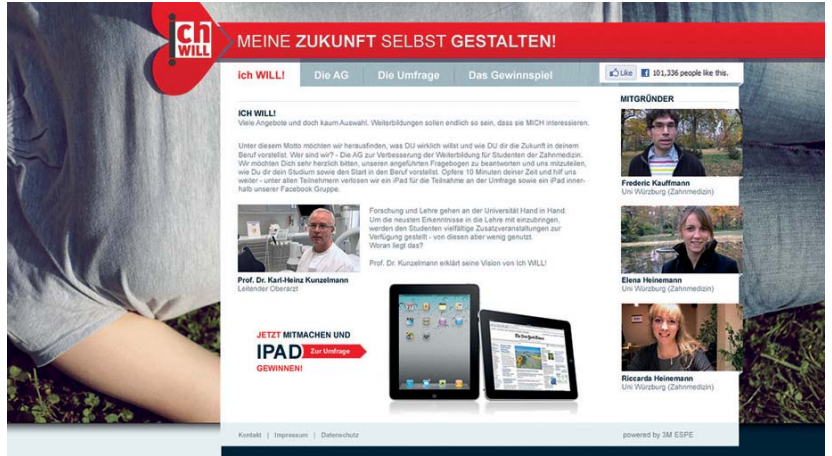 ich
WILL
MEINE ZUKUNFT SELBST GESTALTEN!
ich WILL!
Die AG
Die Umfrage
Das Gewinnspiel
Like
101,336 people like this.
ICH WILL!
Viele Angebote und doch kaum Auswahl. Weiterbildungen sollen endlich so sein, dass sie MICH interessieren.
Unter diesem Motto möchten wir herausfinden, was DU wirklich willst und wie DU dir die Zukunft in deinem
Beruf vorstellst. Wer sind wir? - Die AG zur Verbesserung der Weiterbildung für Studenten der Zahnmedizin.
Wir möchten Dich sehr herzlich bitten, unseren angeführten Fragebogen zu beantworten und uns mitzuteilen,
wie Du dir dein Studium sowie den Start in den Beruf vorstellst. Opfere 10 Minuten deiner Zeit und hilf uns
weiter - unter allen Teilnehmern verlosen wir ein iPad für die Teilnahme an der Umfrage sowie ein iPad inner-
halb unserer Facebook Gruppe.
Forschung und Lehre gehen an der Universität Hand in Hand.
Um die neusten Erkenntnisse in die Lehre mit einzubringen,
werden den Studenten vielfältige Zusatzveranstaltungen zur
Verfügung gestellt - von diesen aber wenig genutzt.
Woran liegt das?
Prof. Dr. Kunzelmann erklärt seine Vision von Ich WILL!
Prof. Dr. Karl-Heinz Kunzelmann
Leitender Oberarzt
JETZT MITMACHEN UND
IPAD
Zur Umfrage
GEWINNEN!
The New York Times
MITGRÜNDER
Frederic Kauffmann
Uni Würzburg (Zahnmedizin)
Elena Heinemann
Uni Würzburg (Zahnmedizin)
Riccarda Heinemann
Uni Würzburg (Zahnmedizin)
Kontakt | Impressum | Datenschutz
powered by 3M ESPE